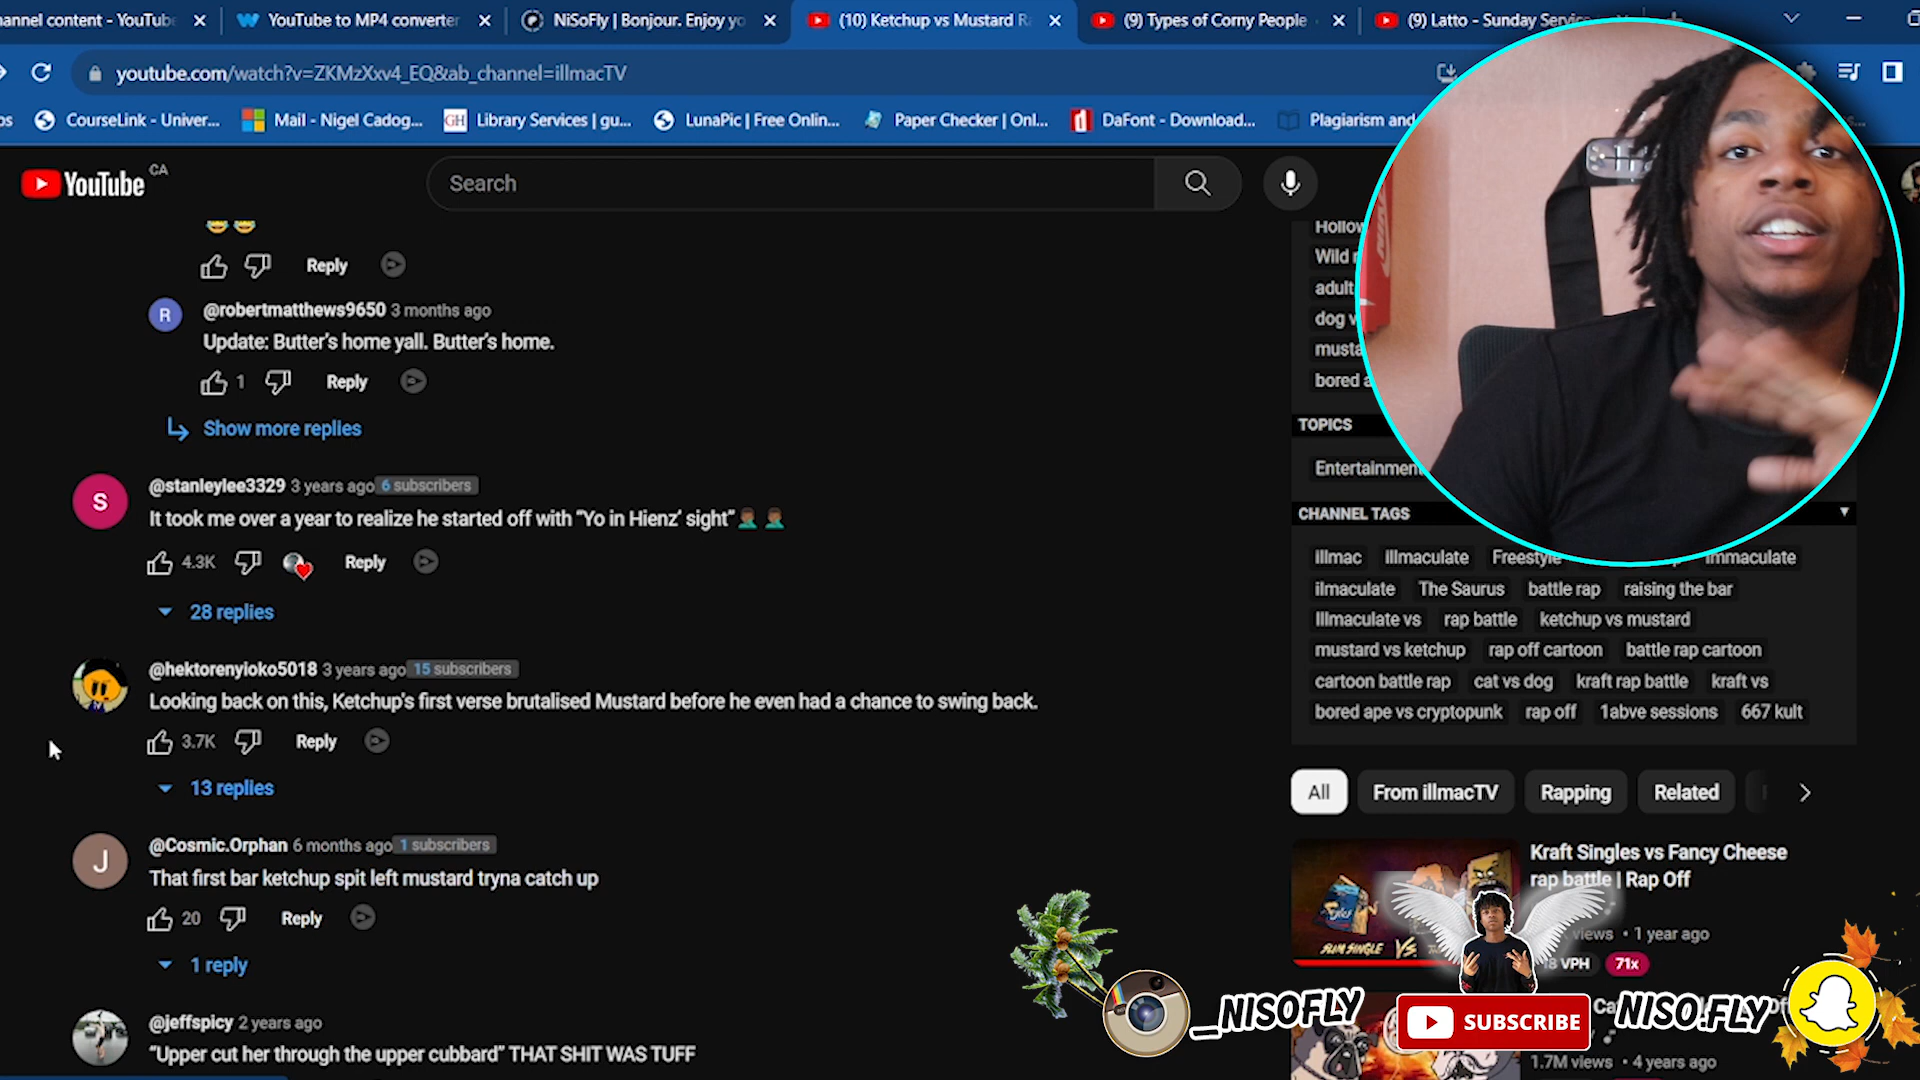 hannel content - YouTube
YouTube to MP4 converter
NiSoFly | Bonjour. Enjoy yo
(10) Ketchup vs Mustard Ra
(9) Types of Corny People
(9) Latto - Sunday Service
youtube.com/watch?v=ZKMzXxv4_EQ&ab_channel=illmacTV
CourseLink - Univer...
Mail - Nigel Cadog...
GH
Library Services | gu...
LunaPic | Free Onlin...
Paper Checker | Onl...
DaFont - Download...
Plagiarism and
YouTube CA
Search
Reply
R
@robertmatthews9650 3 months ago
Update: Butter's home yall. Butter's home.
1 Reply
Show more replies
S
@stanleylee3329 3 years ago 6 subscribers
It took me over a year to realize he started off with “Yo in Hienz’ sight”
4.3K Reply
28 replies
@hektorenyioko5018 3 years ago 15 subscribers
Looking back on this, Ketchup's first verse brutalised Mustard before he even had a chance to swing back.
3.7K Reply
13 replies
J
@Cosmic.Orphan 6 months ago 1 subscribers
That first bar ketchup spit left mustard tryna catch up
20 Reply
1 reply
@jeffspicy 2 years ago
“Upper cut her through the upper cubbard” THAT SHIT WAS TUFF
Hollow
Wild
adult
dog v
musta
bored a
TOPICS
Entertainment
CHANNEL TAGS
illmac Illmaculate Freestyle immaculate
ilmaculate The Saurus battle rap raising the bar
Illmaculate vs rap battle ketchup vs mustard
mustard vs ketchup rap off cartoon battle rap cartoon
cartoon battle rap cat vs dog kraft rap battle kraft vs
bored ape vs cryptopunk rap off 1abve sessions 667 kult
All From illmacTV Rapping Related
Kraft Singles vs Fancy Cheese
rap battle | Rap Off
views • 1 year ago
VPH 71x
SLIM SINGLE VS
1.7M views • 4 years ago
_NISOFLY
SUBSCRIBE
NISO.FLY